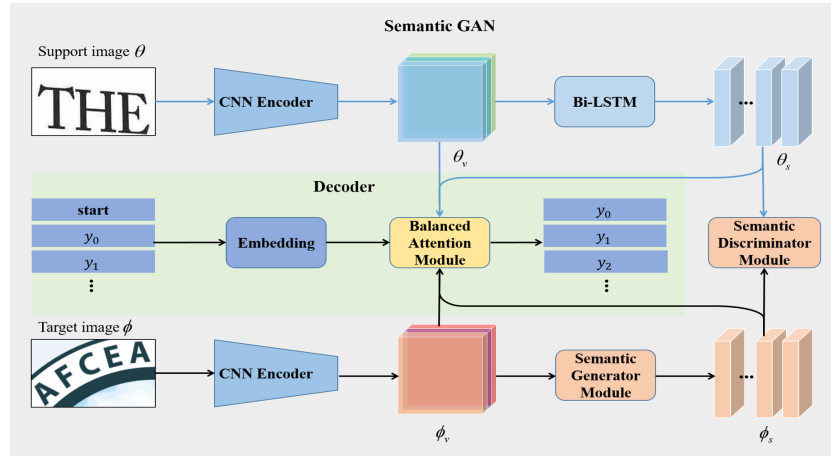 Semantic GAN
Support image θ
THE
CNN Encoder
Bi-LSTM
...
θv
θs
Decoder
start
y0
y1
⋮
Embedding
Balanced
Attention
Module
y0
y1
y2
⋮
Semantic
Discriminator
Module
Target image ϕ
AFCEA
CNN Encoder
Semantic
Generator
Module
...
ϕv
ϕs